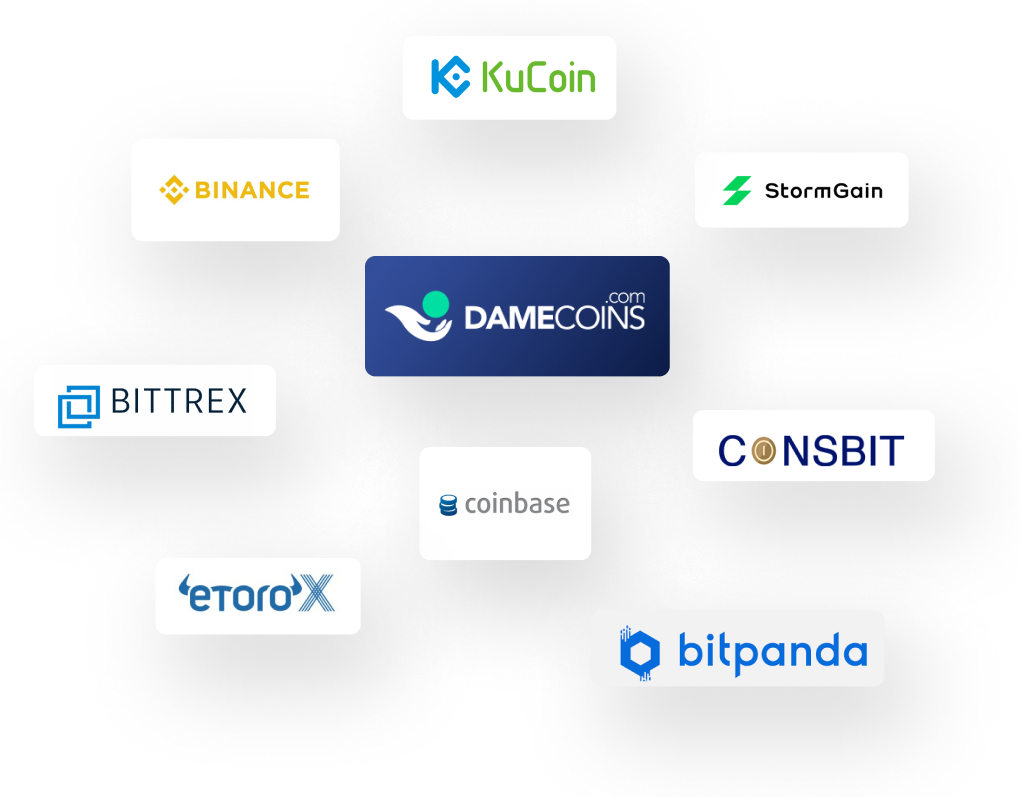 KuCoin
BINANCE
StormGain
.com
DAMECOINS
BITTREX
CONSBIT
coinbase
etoroX
bitpanda